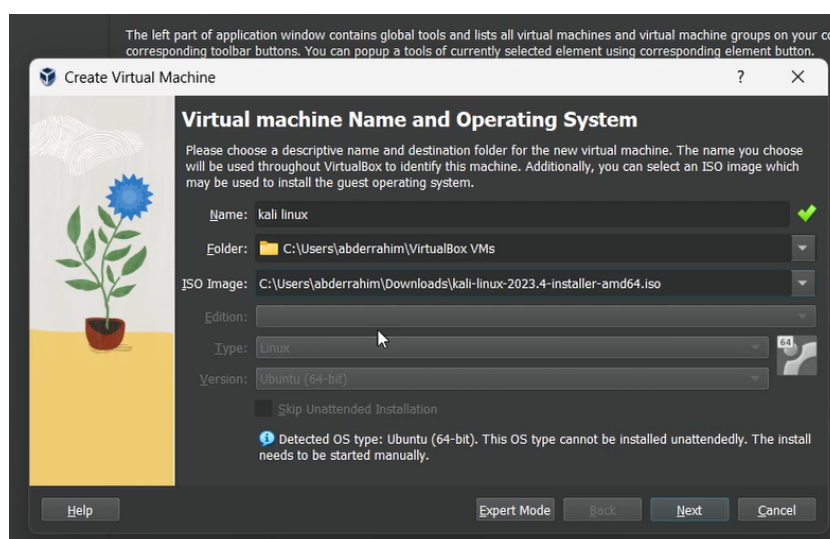 The left part of application window contains global tools and lists all virtual machines and virtual machine groups on your
corresponding toolbar buttons. You can popup a tools of currently selected element using corresponding element button.
Create Virtual Machine
?
Virtual machine Name and Operating System
Please choose a descriptive name and destination folder for the new virtual machine. The name you choose
will be used throughout VirtualBox to identify this machine. Additionally, you can select an ISO image which
may be used to install the guest operating system.
Name: kali linux
Folder: C:\Users\abderrahim\VirtualBox VMs
ISO Image: C:\Users\abderrahim\Downloads\kali-linux-2023.4-installer-amd64.iso
Edition:
Type: Linux
64
Version: Ubuntu (64-bit)
Skip Unattended Installation
Detected OS type: Ubuntu (64-bit). This OS type cannot be installed unattendedly. The install
needs to be started manually.
Help Expert Mode Back Next Cancel